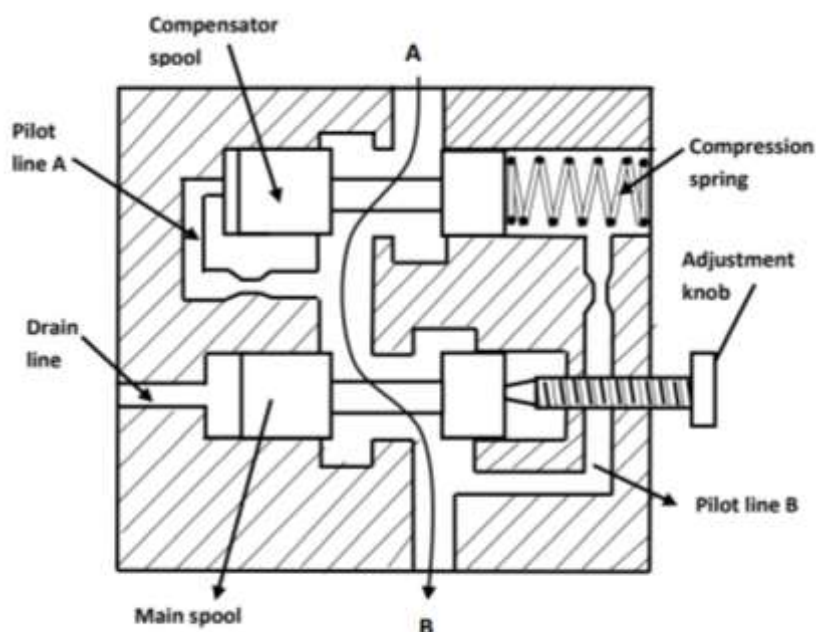 Compensator
spool
A
Pilot
line A
Compression
spring
Adjustment
knob
Drain
line
Pilot line B
Main spool
B